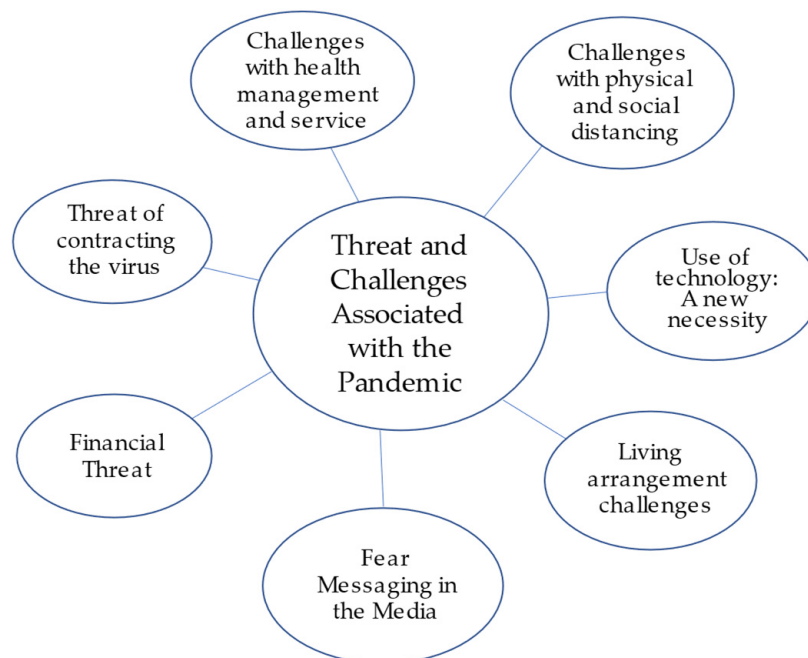 Challenges
with health
management
and service
Challenges
with physical
and social
distancing
Threat of
contracting
the virus
Threat and
Challenges
Associated
with the
Pandemic
Use of
technology:
A new
necessity
Financial
Threat
Living
arrangement
challenges
Fear
Messaging in
the Media